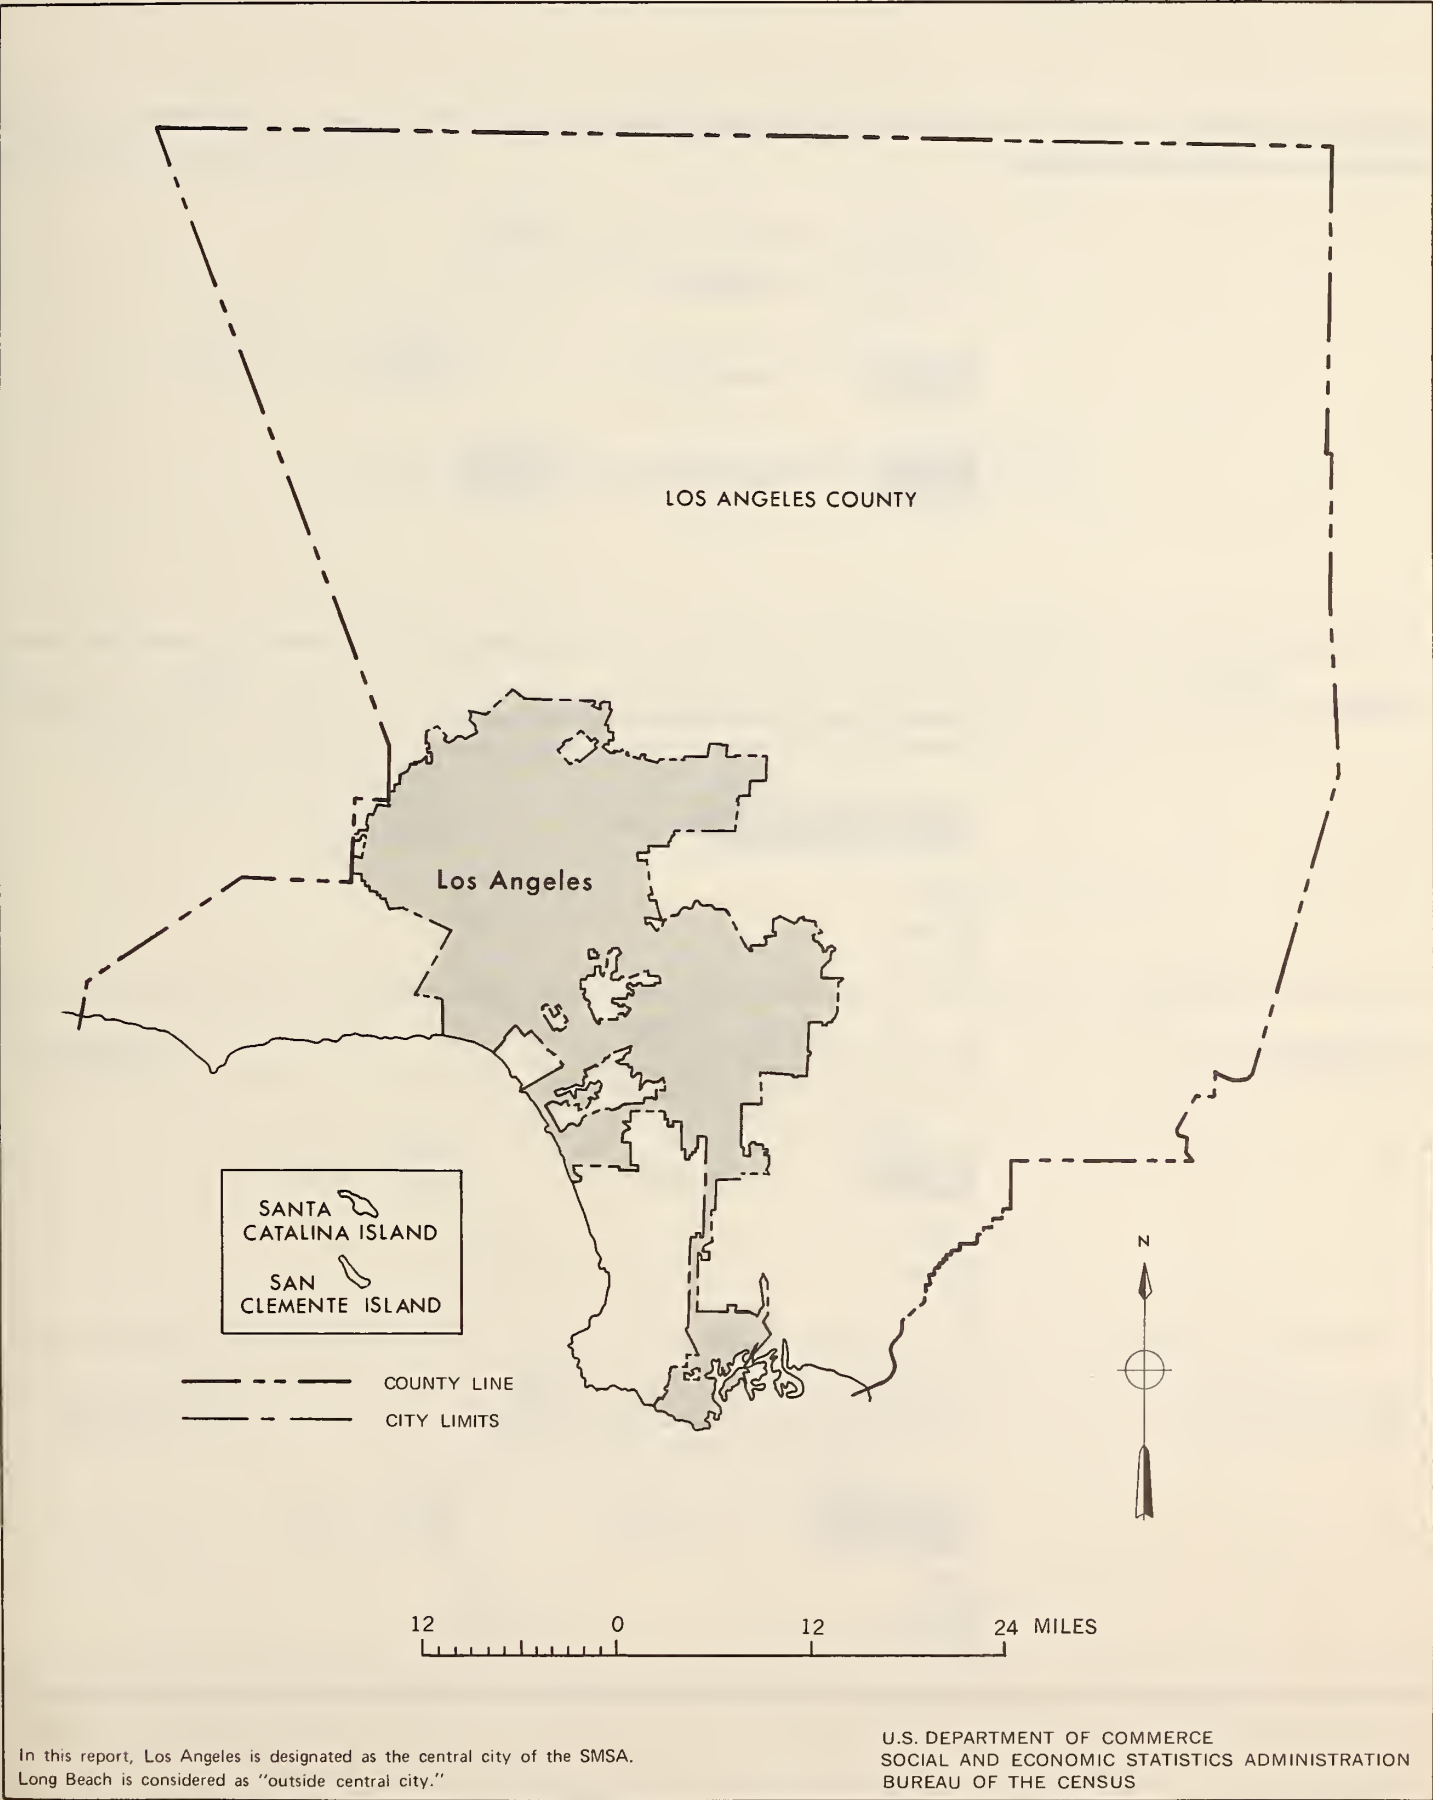 LOS ANGELES COUNTY
Los Angeles
SANTA
CATALINA ISLAND
SAN
CLEMENTE ISLAND
N
COUNTY LINE
CITY LIMITS
12 0 12 24 MILES
In this report, Los Angeles is designated as the central city of the SMSA.
Long Beach is considered as "outside central city."
U.S. DEPARTMENT OF COMMERCE
SOCIAL AND ECONOMIC STATISTICS ADMINISTRATION
BUREAU OF THE CENSUS